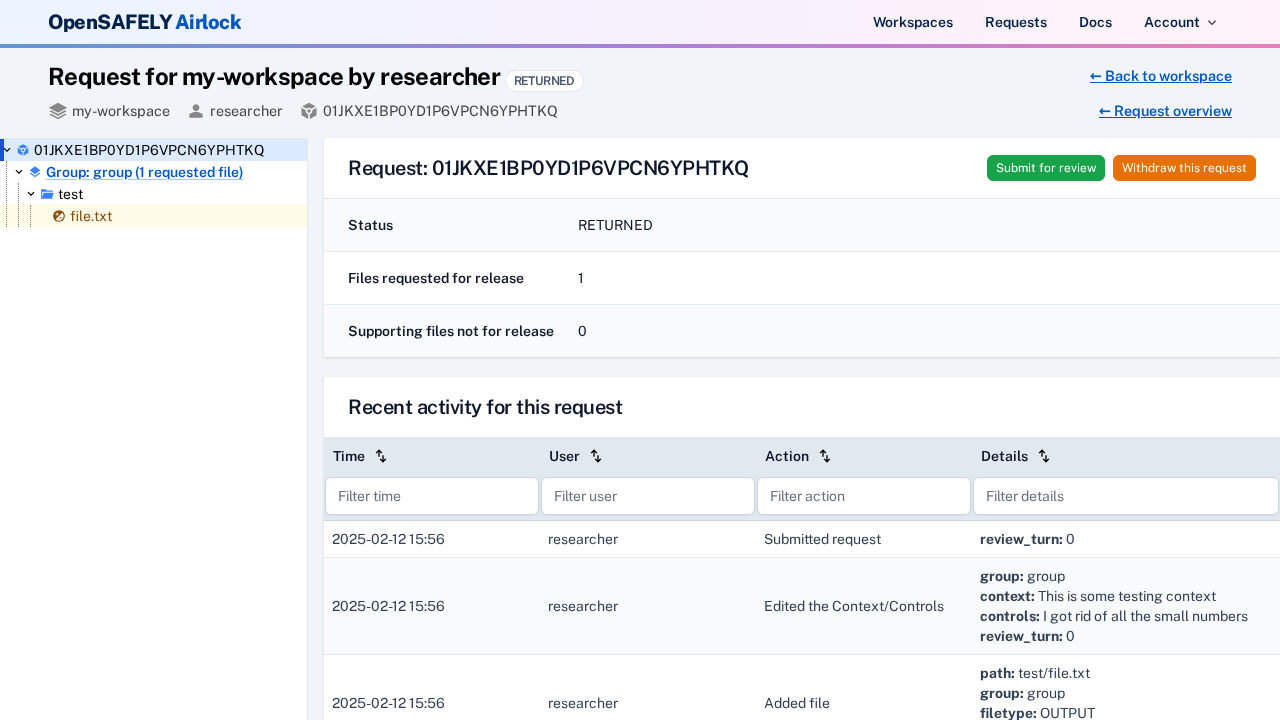 OpenSAFELY Airlock
Workspaces Requests Docs Account
Request for my-workspace by researcher RETURNED
← Back to workspace
my-workspace researcher 01JKXE1BP0YD1P6VPCN6YPHTKQ
← Request overview
01JKXE1BP0YD1P6VPCN6YPHTKQ
Group: group (1 requested file)
test
file.txt
Request: 01JKXE1BP0YD1P6VPCN6YPHTKQ
Submit for review Withdraw this request
Status RETURNED
Files requested for release 1
Supporting files not for release 0
Recent activity for this request
Time User Action Details
Filter time Filter user Filter action Filter details
2025-02-12 15:56 researcher Submitted request review_turn: 0
2025-02-12 15:56 researcher Edited the Context/Controls
group: group
context: This is some testing context
controls: I got rid of all the small numbers
review_turn: 0
2025-02-12 15:56 researcher Added file
path: test/file.txt
group: group
filetype: OUTPUT